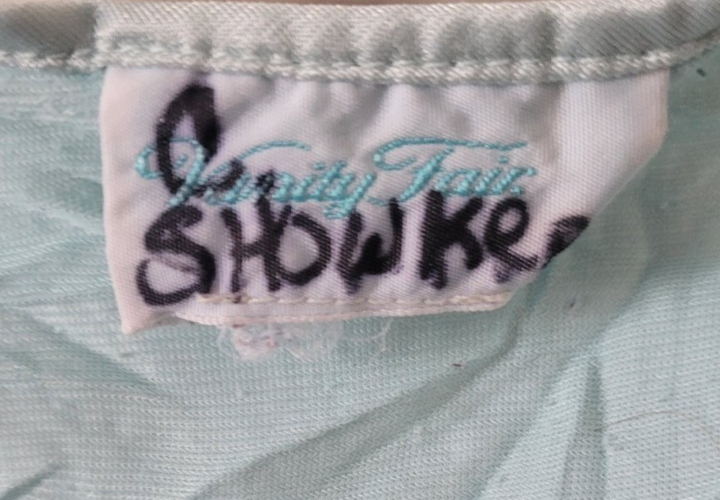 C.
Vanity Fair
SHOWKER